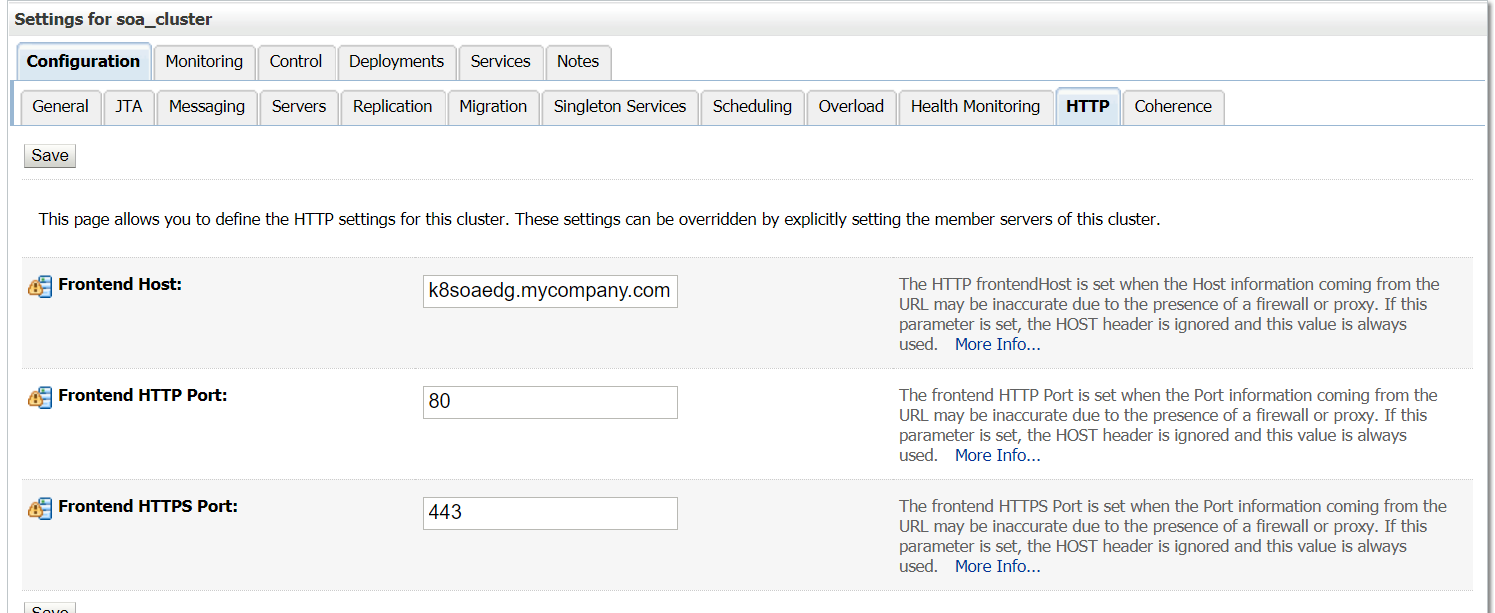 Settings for soa_cluster
Configuration Monitoring Control Deployments Services Notes
General JTA Messaging Servers Replication Migration Singleton Services Scheduling Overload Health Monitoring HTTP Coherence
Save
This page allows you to define the HTTP settings for this cluster. These settings can be overridden by explicitly setting the member servers of this cluster.
Frontend Host:
k8soaedg.mycompany.com
The HTTP frontendHost is set when the Host information coming from the
URL may be inaccurate due to the presence of a firewall or proxy. If this
parameter is set, the HOST header is ignored and this value is always
used. More Info...
Frontend HTTP Port:
80
The frontend HTTP Port is set when the Port information coming from the
URL may be inaccurate due to the presence of a firewall or proxy. If this
parameter is set, the HOST header is ignored and this value is always
used. More Info...
Frontend HTTPS Port:
443
The frontend HTTPS Port is set when the Port information coming from the
URL may be inaccurate due to the presence of a firewall or proxy. If this
parameter is set, the HOST header is ignored and this value is always
used. More Info...
Save